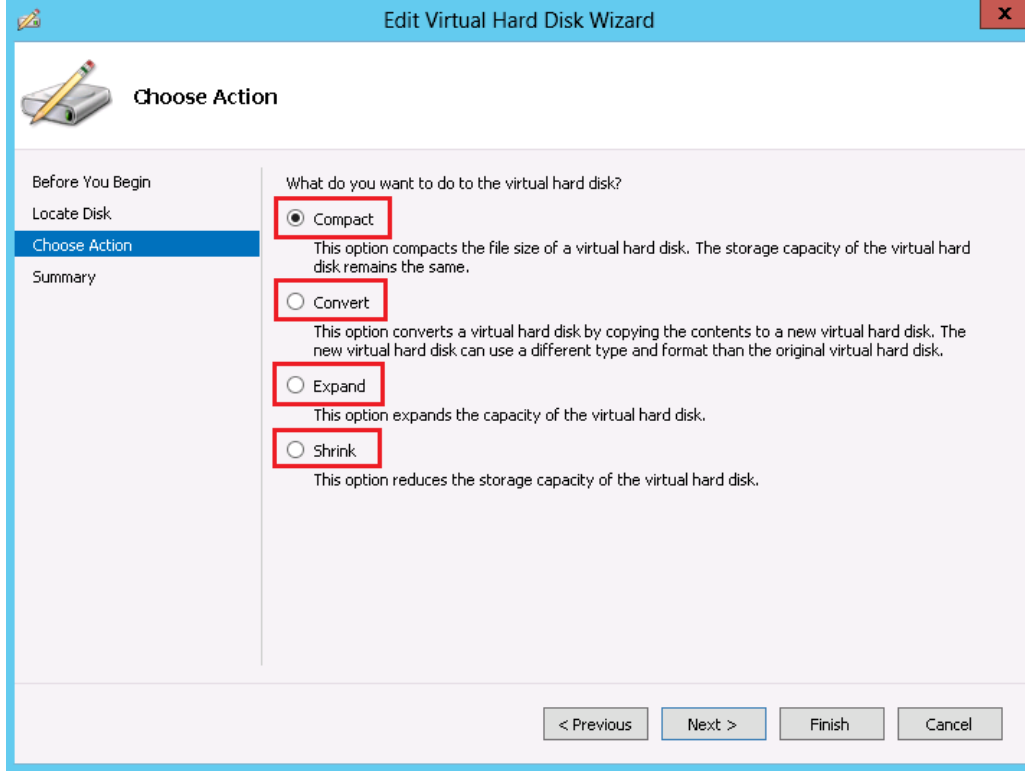 Edit Virtual Hard Disk Wizard
x
Choose Action
Before You Begin
Locate Disk
Choose Action
Summary
What do you want to do to the virtual hard disk?
Compact
This option compacts the file size of a virtual hard disk. The storage capacity of the virtual hard
disk remains the same.
Convert
This option converts a virtual hard disk by copying the contents to a new virtual hard disk. The
new virtual hard disk can use a different type and format than the original virtual hard disk.
Expand
This option expands the capacity of the virtual hard disk.
Shrink
This option reduces the storage capacity of the virtual hard disk.
< Previous
Next >
Finish
Cancel